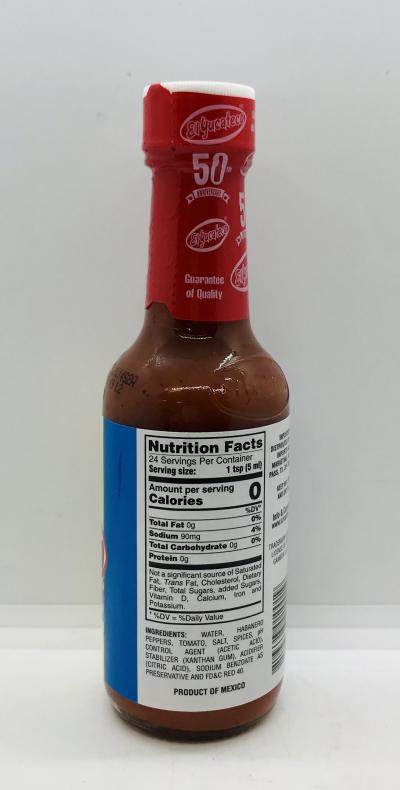 El Yucateco
50
ANNIVERSARY
El Yucateco
Guarantee
of Quality
Nutrition Facts
24 Servings Per Container
Serving size: 1 tsp (5 ml)
Amount per serving
Calories 0
%DV*
Total Fat 0g 0%
Sodium 90mg 4%
Total Carbohydrate 0g 0%
Protein 0g
Not a significant source of Saturated
Fat, Trans Fat, Cholesterol, Dietary
Fiber, Total Sugars, added Sugars,
Vitamin D, Calcium, Iron and
Potassium.
* %DV = %Daily Value
INGREDIENTS: WATER, HABANERO
PEPPERS, TOMATO, SALT, SPICES, pH
CONTROL AGENT (ACETIC ACID),
STABILIZER (XANTHAN GUM), ACIDIFIER
(CITRIC ACID), SODIUM BENZOATE AS
PRESERVATIVE AND FD&C RED 40.
PRODUCT OF MEXICO